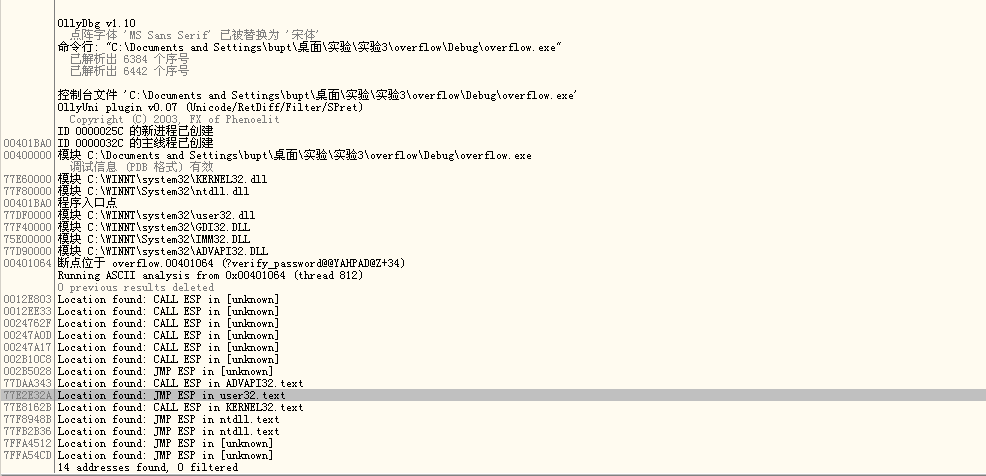 OllyDbg v1.10
点阵字体 'MS Sans Serif' 已被替换为 '宋体'
命令行: "C:\Documents and Settings\bupt\桌面\实验\实验3\overflow\Debug\overflow.exe"
已解析出 6384 个序号
已解析出 6442 个序号
控制台文件 'C:\Documents and Settings\bupt\桌面\实验\实验3\overflow\Debug\overflow.exe'
OllyUni plugin v0.07 (Unicode/RetDiff/Filter/SPret)
Copyright (C) 2003, FX of Phenoelit
ID 0000025C 的新进程已创建
00401BA0 ID 0000032C 的主线程已创建
00400000 模块 C:\Documents and Settings\bupt\桌面\实验\实验3\overflow\Debug\overflow.exe
调试信息 (PDB 格式) 有效
77E60000 模块 C:\WINNT\system32\KERNEL32.dll
77F80000 模块 C:\WINNT\System32\ntdll.dll
00401BA0 程序入口点
77DF0000 模块 C:\WINNT\system32\user32.dll
77F40000 模块 C:\WINNT\system32\GDI32.DLL
75E00000 模块 C:\WINNT\System32\IMM32.DLL
77D90000 模块 C:\WINNT\system32\ADVAPI32.DLL
00401064 断点位于 overflow.00401064 (?verify_password@@YAHPAD@Z+34)
Running ASCII analysis from 0x00401064 (thread 812)
0 previous results deleted
0012E803 Location found: CALL ESP in [unknown]
0012EE33 Location found: CALL ESP in [unknown]
0024762F Location found: CALL ESP in [unknown]
00247A0D Location found: CALL ESP in [unknown]
00247A17 Location found: CALL ESP in [unknown]
002B10C8 Location found: CALL ESP in [unknown]
002B5028 Location found: JMP ESP in [unknown]
77DAA343 Location found: CALL ESP in ADVAPI32.text
77E2E32A Location found: JMP ESP in user32.text
77E8162B Location found: CALL ESP in KERNEL32.text
77F8948B Location found: JMP ESP in ntdll.text
77FB2B36 Location found: JMP ESP in ntdll.text
7FFA4512 Location found: JMP ESP in [unknown]
7FFA54CD Location found: JMP ESP in [unknown]
14 addresses found, 0 filtered